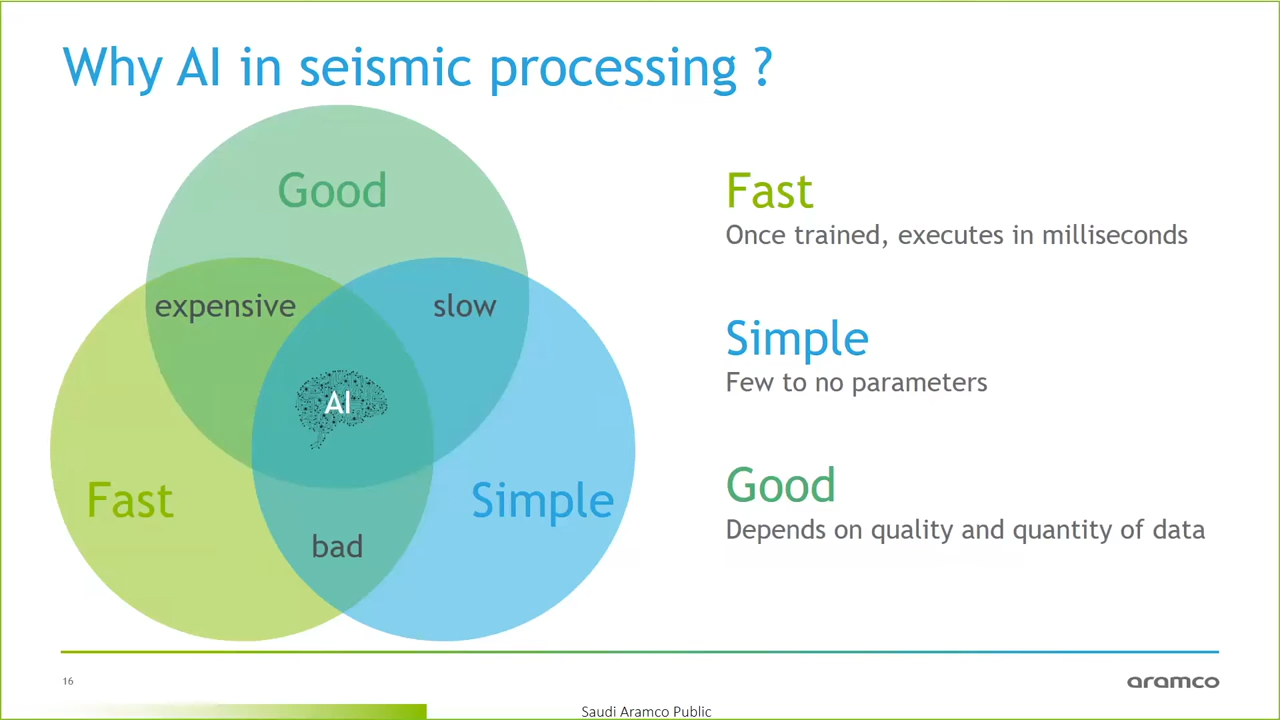 Why AI in seismic processing ?
Good
expensive
slow
AI
Fast
Simple
bad
Fast
Once trained, executes in milliseconds
Simple
Few to no parameters
Good
Depends on quality and quantity of data
16
aramco
Saudi Aramco Public